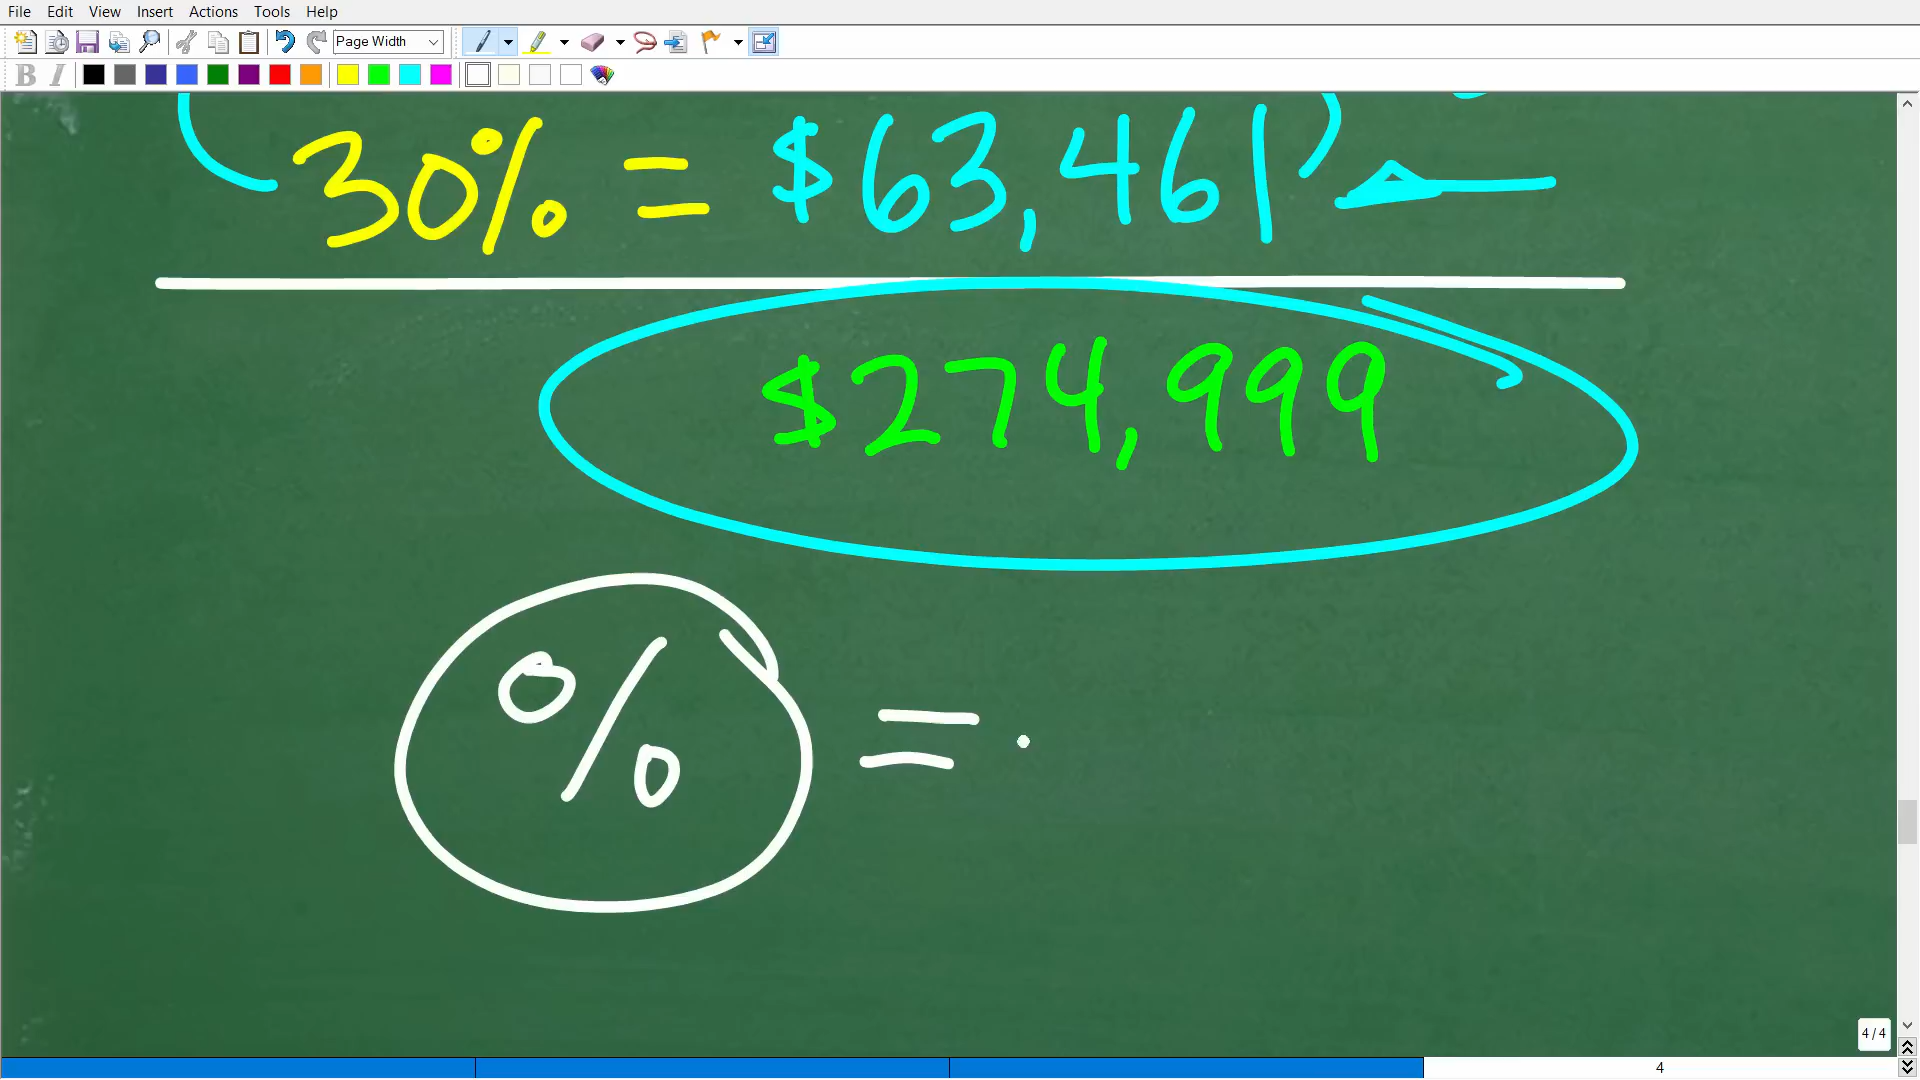 File Edit View Insert Actions Tools Help
Page Width
B I
30% = $63,461
$274,999
% =
4 / 4
4